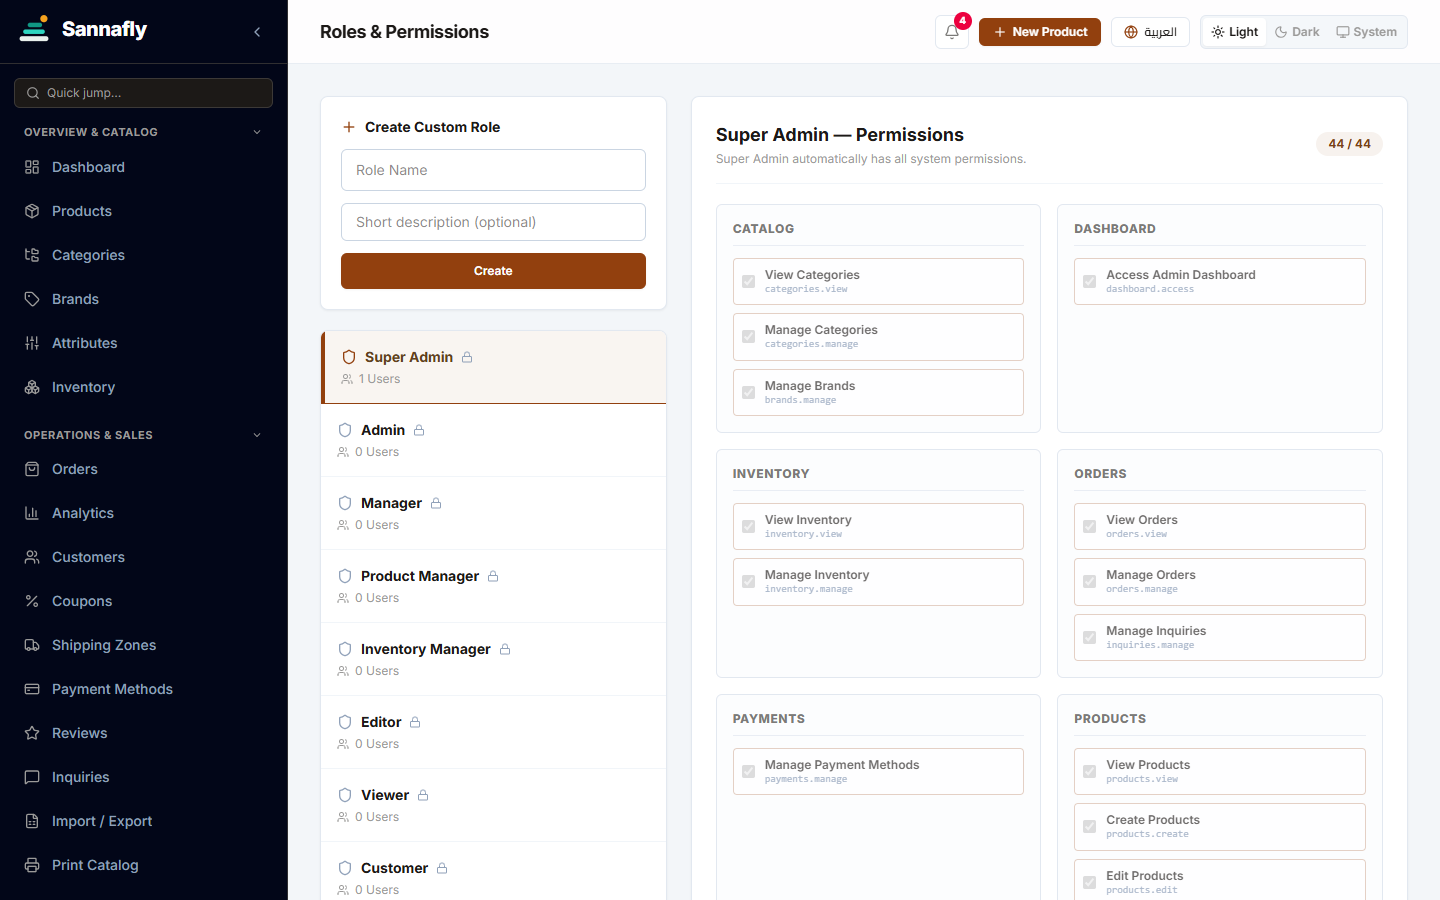 Sannafly
Quick jump...
OVERVIEW & CATALOG
Dashboard
Products
Categories
Brands
Attributes
Inventory
OPERATIONS & SALES
Orders
Analytics
Customers
Coupons
Shipping Zones
Payment Methods
Reviews
Inquiries
Import / Export
Print Catalog
Roles & Permissions
4
New Product
العربية
Light
Dark
System
Create Custom Role
Role Name
Short description (optional)
Create
Super Admin
1 Users
Admin
0 Users
Manager
0 Users
Product Manager
0 Users
Inventory Manager
0 Users
Editor
0 Users
Viewer
0 Users
Customer
0 Users
Super Admin — Permissions
Super Admin automatically has all system permissions.
44 / 44
CATALOG
View Categories
categories.view
Manage Categories
categories.manage
Manage Brands
brands.manage
DASHBOARD
Access Admin Dashboard
dashboard.access
INVENTORY
View Inventory
inventory.view
Manage Inventory
inventory.manage
ORDERS
View Orders
orders.view
Manage Orders
orders.manage
Manage Inquiries
inquiries.manage
PAYMENTS
Manage Payment Methods
payments.manage
PRODUCTS
View Products
products.view
Create Products
products.create
Edit Products
products.edit